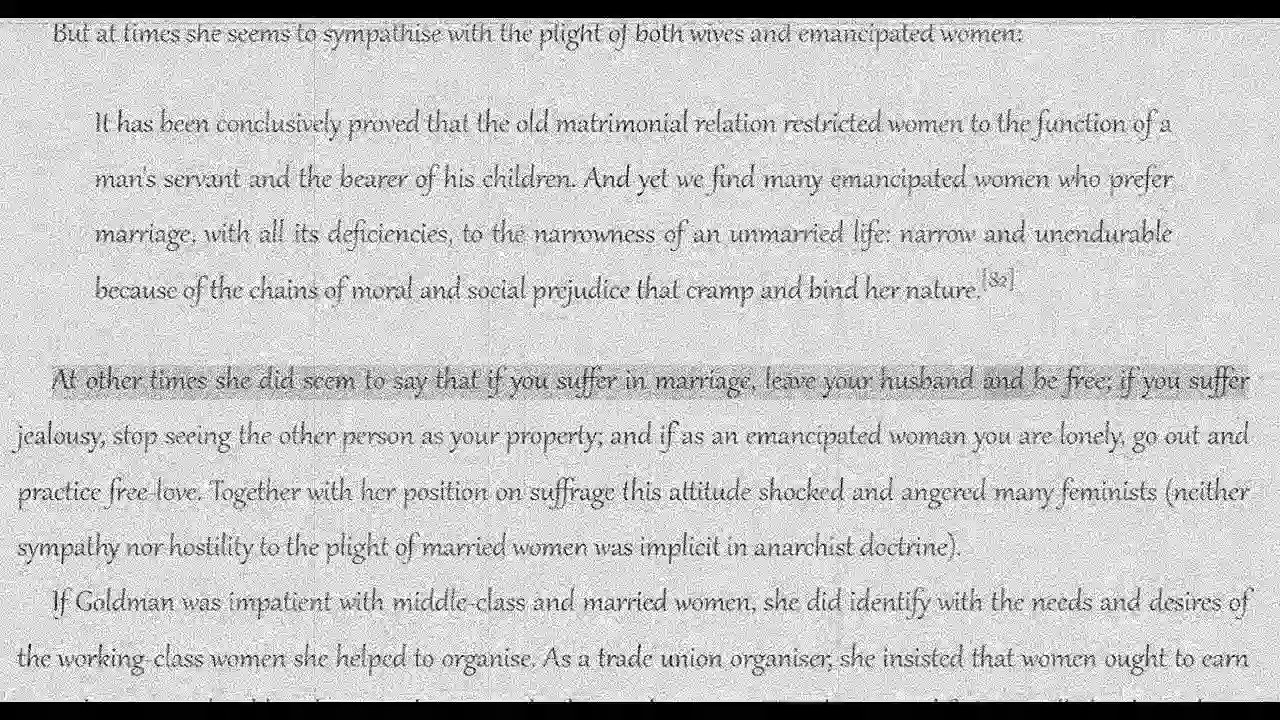 But at times she seems to sympathise with the plight of both wives and emancipated women:
It has been conclusively proved that the old matrimonial relation restricted women to the function of a
man's servant and the bearer of his children. And yet we find many emancipated women who prefer
marriage, with all its deficiencies, to the narrowness of an unmarried life: narrow and unendurable
because of the chains of moral and social prejudice that cramp and bind her nature.[82]
At other times she did seem to say that if you suffer in marriage, leave your husband and be free; if you suffer
jealousy, stop seeing the other person as your property; and if as an emancipated woman you are lonely, go out and
practice free love. Together with her position on suffrage this attitude shocked and angered many feminists (neither
sympathy nor hostility to the plight of married women was implicit in anarchist doctrine).
If Goldman was impatient with middle-class and married women, she did identify with the needs and desires of
the working-class women she helped to organise. As a trade union organiser, she insisted that women ought to earn